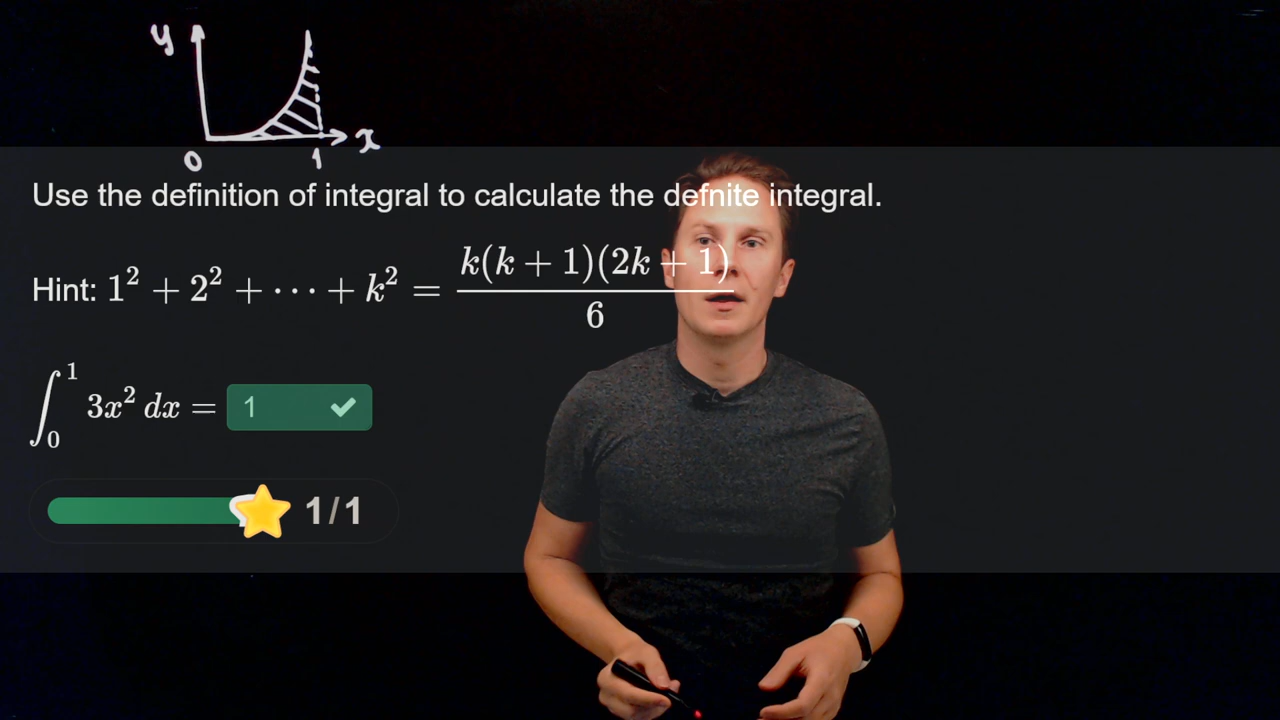 y
0 1 x
Use the definition of integral to calculate the defnite integral.
Hint: 1² + 2² + ⋯ + k² = k(k + 1)(2k + 1) / 6
∫₀¹ 3x² dx = 1 ✔
1/1